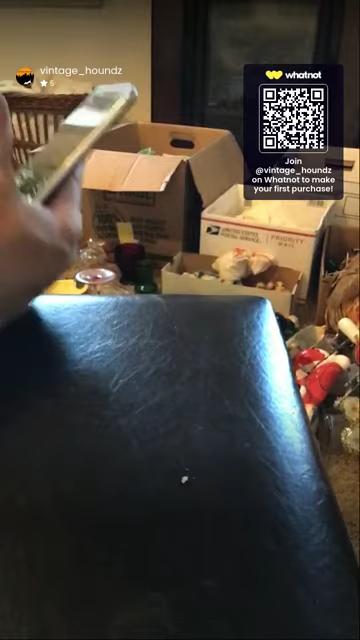 vintage_houndz
★ 5
whatnot
Join
@vintage_houndz
on Whatnot to make
your first purchase!
UNITED STATES
POSTAL SERVICE
PRIORITY
MAIL